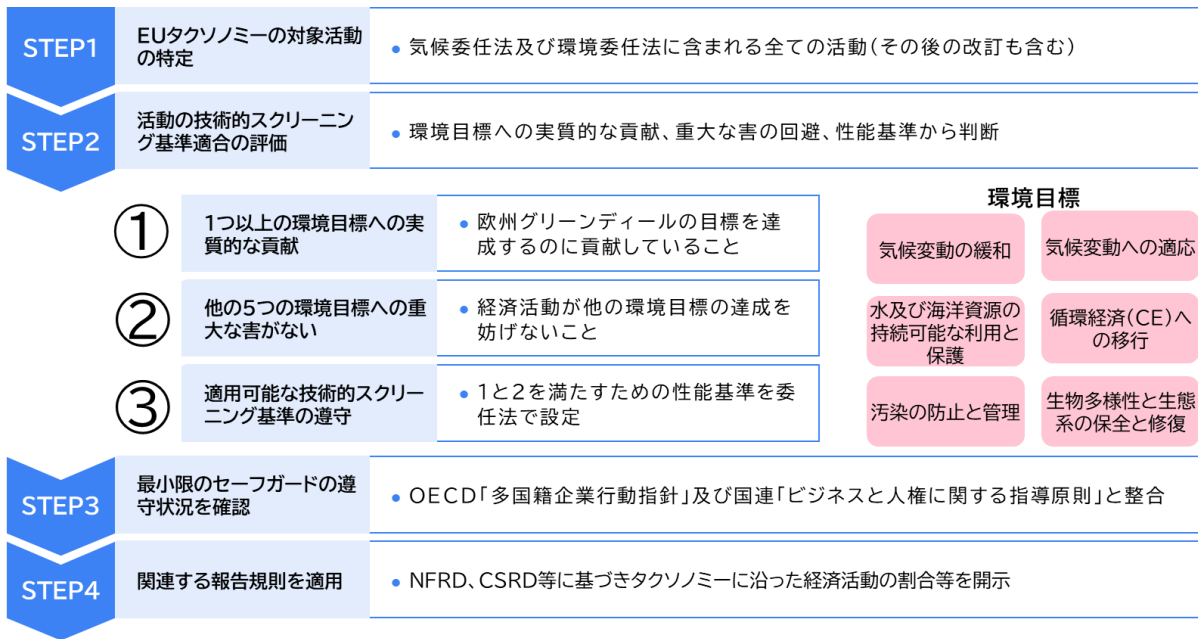 STEP1
EUタクソノミーの対象活動
の特定
• 気候委任法及び環境委任法に含まれる全ての活動(その後の改訂も含む)
STEP2
活動の技術的スクリーニン
グ基準適合の評価
• 環境目標への実質的な貢献、重大な害の回避、性能基準から判断
①
1つ以上の環境目標への実
質的な貢献
• 欧州グリーンディールの目標を達
成するのに貢献していること
②
他の5つの環境目標への重
大な害がない
• 経済活動が他の環境目標の達成を
妨げないこと
③
適用可能な技術的スクリー
ニング基準の遵守
• 1と2を満たすための性能基準を委
任法で設定
環境目標
気候変動の緩和
気候変動への適応
水及び海洋資源の
持続可能な利用と
保護
循環経済(CE)へ
の移行
汚染の防止と管理
生物多様性と生態
系の保全と修復
STEP3
最小限のセーフガードの遵
守状況を確認
• OECD「多国籍企業行動指針」及び国連「ビジネスと人権に関する指導原則」と整合
STEP4
関連する報告規則を適用
• NFRD、CSRD等に基づきタクソノミーに沿った経済活動の割合等を開示